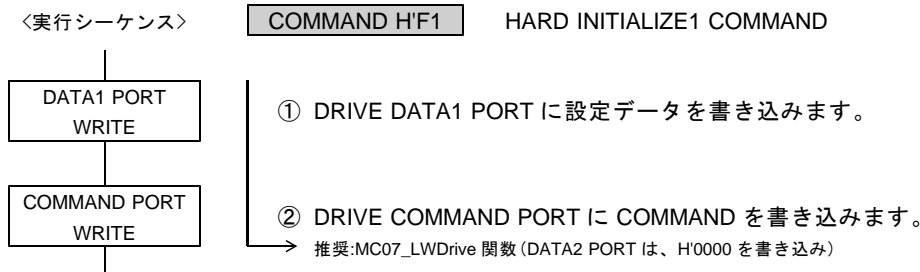 〈実行シーケンス〉 COMMAND H'F1 HARD INITIALIZE1 COMMAND
DATA1 PORT
WRITE
① DRIVE DATA1 PORT に設定データを書き込みます。
COMMAND PORT
WRITE
② DRIVE COMMAND PORT に COMMAND を書き込みます。
推奨:MC07_LWDrive 関数(DATA2 PORT は、H'0000 を書き込み)